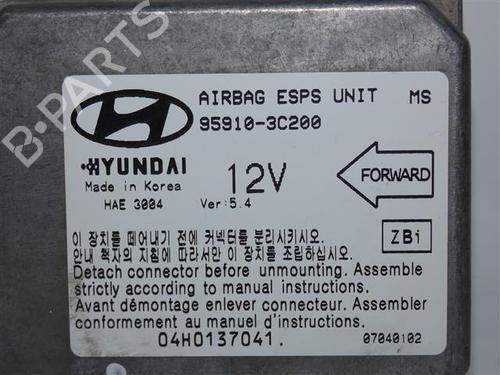 B-PARTS
AIRBAG ESPS UNIT MS
95910-3C200
HYUNDAI
Made in Korea
HAE 3004
12V
Ver: 5.4
FORWARD
이 장치를 떼어내기 전에 커넥터를 분리시키시오.
안내 책자의 지침에 따라서만 이 장치를 조립하십시오.
ZBi
Detach connector before unmounting. Assemble
strictly according to manual instructions.
Avant démontage enlever connecteur. Assembler
conformement au manuel d'instructions.
04H0137041.
07040102